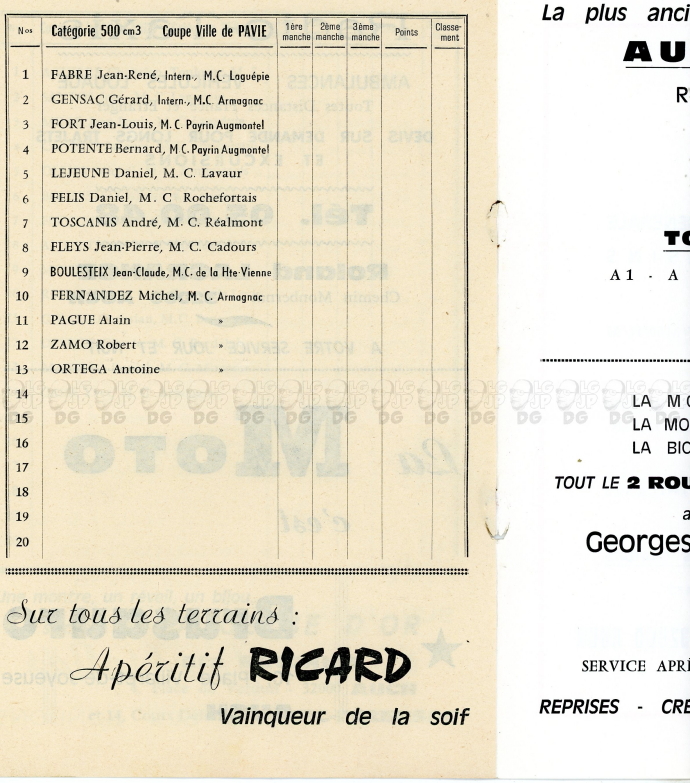 Nos Catégorie 500 cm3 Coupe Ville de PAVIE 1ère manche 2ème manche 3ème manche Points Classe-ment
1 FABRE Jean-René, Intern., M.C. Laguépie
2 GENSAC Gérard, Intern., M.C. Armagnac
3 FORT Jean-Louis, M. C. Payrin Augmontel
4 POTENTE Bernard, M. C. Payrin Augmontel
5 LEJEUNE Daniel, M. C. Lavaur
6 FELIS Daniel, M. C Rochefortais
7 TOSCANIS André, M. C. Réalmont
8 FLEYS Jean-Pierre, M. C. Cadours
9 BOULESTEIX Jean-Claude, M.C. de la Hte-Vienne
10 FERNANDEZ Michel, M. C. Armagnac
11 PAGUE Alain »
12 ZAMO Robert »
13 ORTEGA Antoine »
14
15
16
17
18
19
20
Sur tous les terrains :
Apéritif RICARD
Vainqueur de la soif
La plus anci
AU
R
TO
A 1 - A
LA M
LA MO
LA BIC
TOUT LE 2 ROU
a
Georges
SERVICE APRÈ
REPRISES - CRE